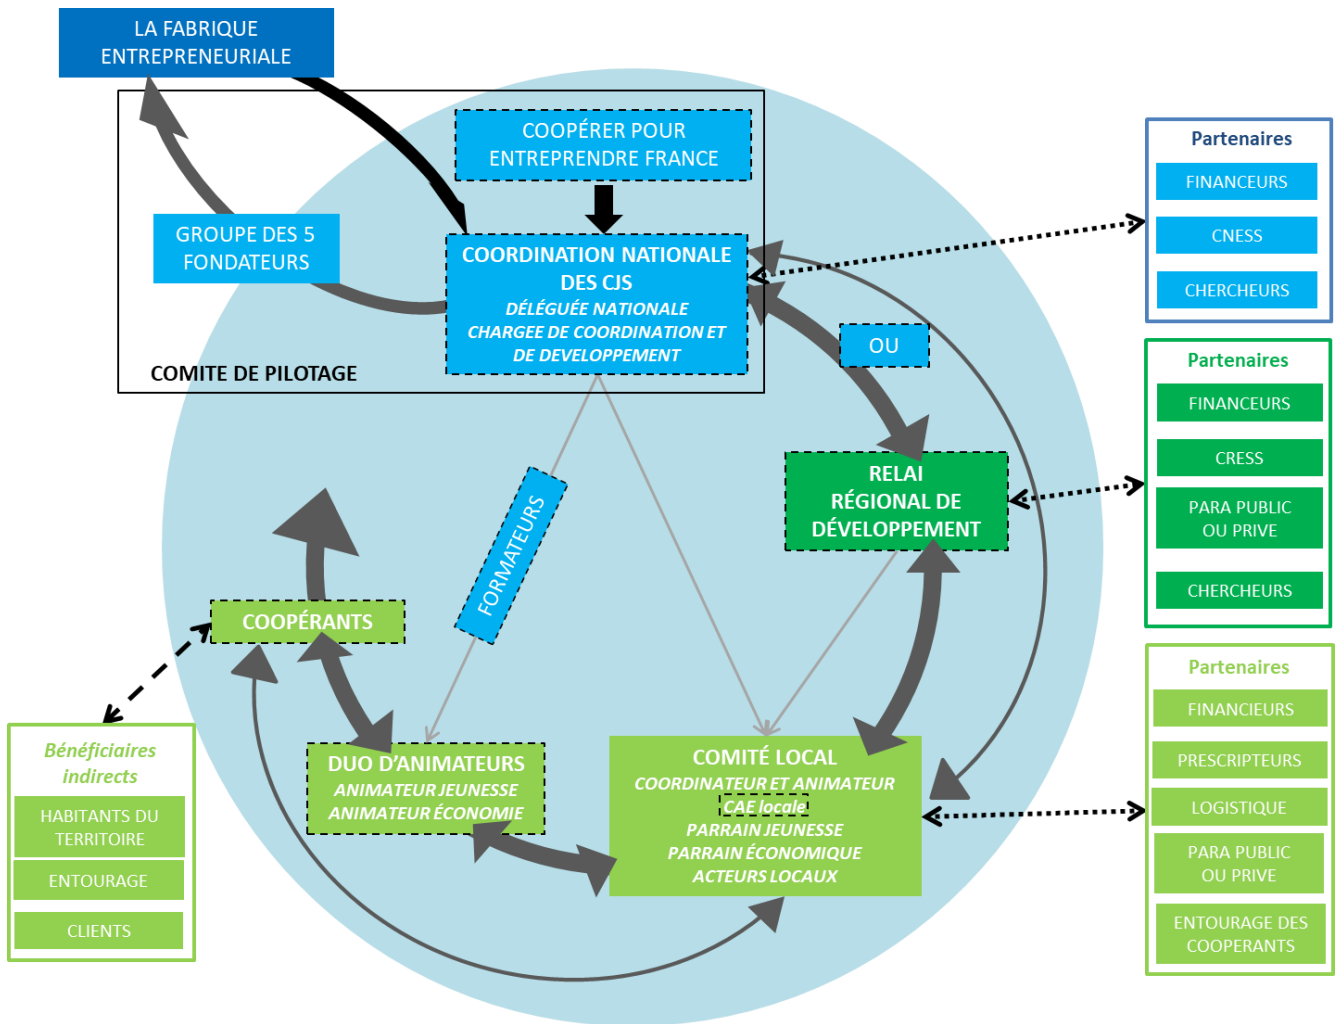 LA FABRIQUE
ENTREPRENEURIALE
COOPÉRER POUR
ENTREPRENDRE FRANCE
GROUPE DES 5
FONDATEURS
COORDINATION NATIONALE
DES CJS
DÉLÉGUÉE NATIONALE
CHARGEE DE COORDINATION ET
DE DEVELOPPEMENT
COMITE DE PILOTAGE
OU
RELAI
RÉGIONAL DE
DÉVELOPPEMENT
FORMATEURS
COOPÉRANTS
DUO D'ANIMATEURS
ANIMATEUR JEUNESSE
ANIMATEUR ÉCONOMIE
COMITÉ LOCAL
COORDINATEUR ET ANIMATEUR
CAE locale
PARRAIN JEUNESSE
PARRAIN ÉCONOMIQUE
ACTEURS LOCAUX
Bénéficiaires
indirects
HABITANTS DU
TERRITOIRE
ENTOURAGE
CLIENTS
Partenaires
FINANCEURS
CNESS
CHERCHEURS
Partenaires
FINANCEURS
CRESS
PARA PUBLIC
OU PRIVE
CHERCHEURS
Partenaires
FINANCIEURS
PRESCRIPTEURS
LOGISTIQUE
PARA PUBLIC
OU PRIVE
ENTOURAGE DES
COOPERANTS